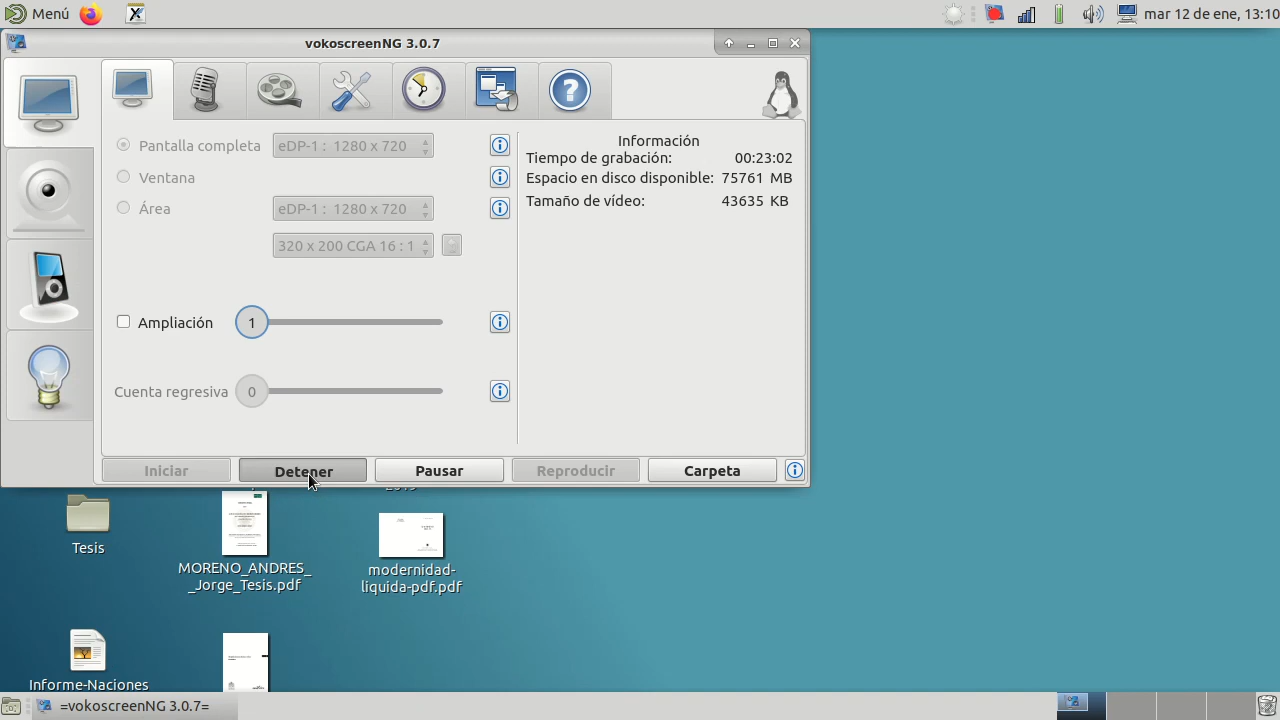 Menú
mar 12 de ene, 13:10
vokoscreenNG 3.0.7
Pantalla completa
eDP-1 : 1280 x 720
Ventana
Área
eDP-1 : 1280 x 720
320 x 200 CGA 16 : 1
Ampliación
1
Cuenta regresiva
0
Información
Tiempo de grabación: 00:23:02
Espacio en disco disponible: 75761 MB
Tamaño de vídeo: 43635 KB
Iniciar
Detener
Pausar
Reproducir
Carpeta
Tesis
MORENO_ANDRES_
_Jorge_Tesis.pdf
modernidad-
liquida-pdf.pdf
Informe-Naciones
=vokoscreenNG 3.0.7=